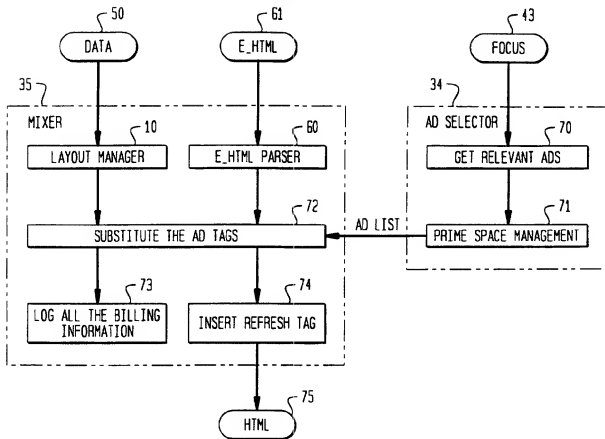 50
61
43
DATA
E_HTML
FOCUS
35
34
MIXER
10
60
AD SELECTOR
70
LAYOUT MANAGER
E_HTML PARSER
GET RELEVANT ADS
72
71
SUBSTITUTE THE AD TAGS
AD LIST
PRIME SPACE MANAGEMENT
73
74
LOG ALL THE BILLING
INFORMATION
INSERT REFRESH TAG
75
HTML